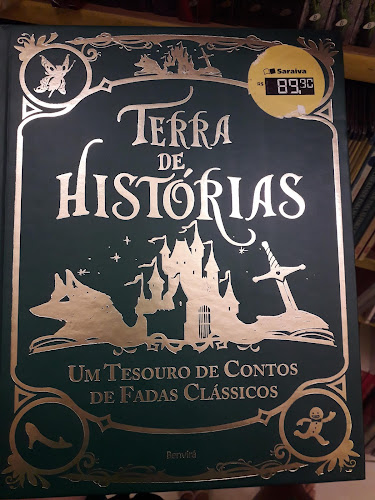 Saraiva
R$ 89,90
TERRA
DE
HISTÓRIAS
UM TESOURO DE CONTOS
DE FADAS CLÁSSICOS
Benvirá